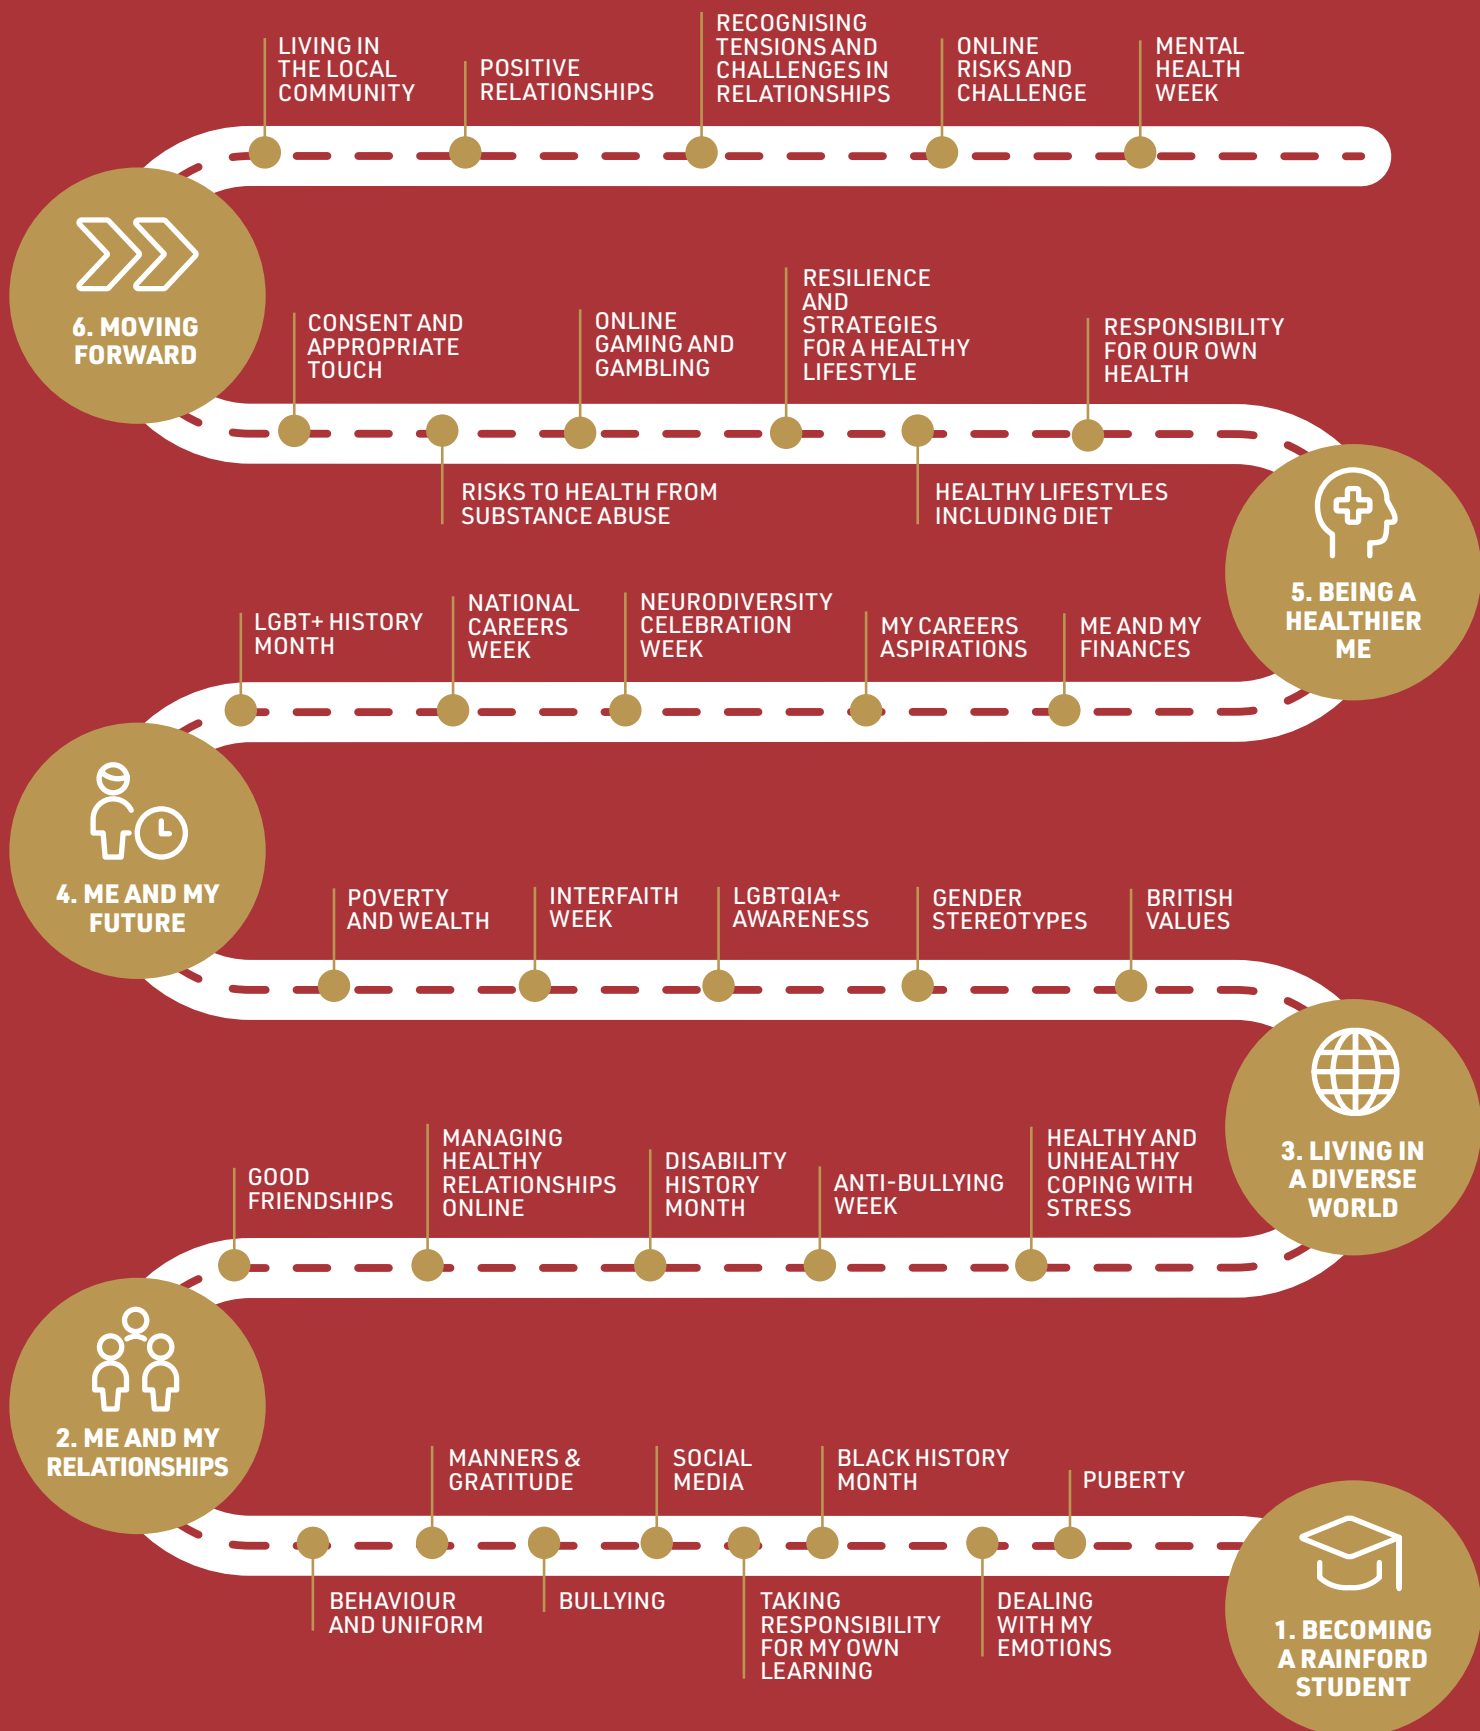 LIVING IN
THE LOCAL
COMMUNITY
POSITIVE
RELATIONSHIPS
RECOGNISING
TENSIONS AND
CHALLENGES IN
RELATIONSHIPS
ONLINE
RISKS AND
CHALLENGE
MENTAL
HEALTH
WEEK
6. MOVING
FORWARD
CONSENT AND
APPROPRIATE
TOUCH
ONLINE
GAMING AND
GAMBLING
RESILIENCE
AND
STRATEGIES
FOR A HEALTHY
LIFESTYLE
RESPONSIBILITY
FOR OUR OWN
HEALTH
RISKS TO HEALTH FROM
SUBSTANCE ABUSE
HEALTHY LIFESTYLES
INCLUDING DIET
5. BEING A
HEALTHIER
ME
LGBT+ HISTORY
MONTH
NATIONAL
CAREERS
WEEK
NEURODIVERSITY
CELEBRATION
WEEK
MY CAREERS
ASPIRATIONS
ME AND MY
FINANCES
4. ME AND MY
FUTURE
POVERTY
AND WEALTH
INTERFAITH
WEEK
LGBTQIA+
AWARENESS
GENDER
STEREOTYPES
BRITISH
VALUES
3. LIVING IN
A DIVERSE
WORLD
GOOD
FRIENDSHIPS
MANAGING
HEALTHY
RELATIONSHIPS
ONLINE
DISABILITY
HISTORY
MONTH
ANTI-BULLYING
WEEK
HEALTHY AND
UNHEALTHY
COPING WITH
STRESS
2. ME AND MY
RELATIONSHIPS
MANNERS &
GRATITUDE
SOCIAL
MEDIA
BLACK HISTORY
MONTH
PUBERTY
BEHAVIOUR
AND UNIFORM
BULLYING
TAKING
RESPONSIBILITY
FOR MY OWN
LEARNING
DEALING
WITH MY
EMOTIONS
1. BECOMING
A RAINFORD
STUDENT